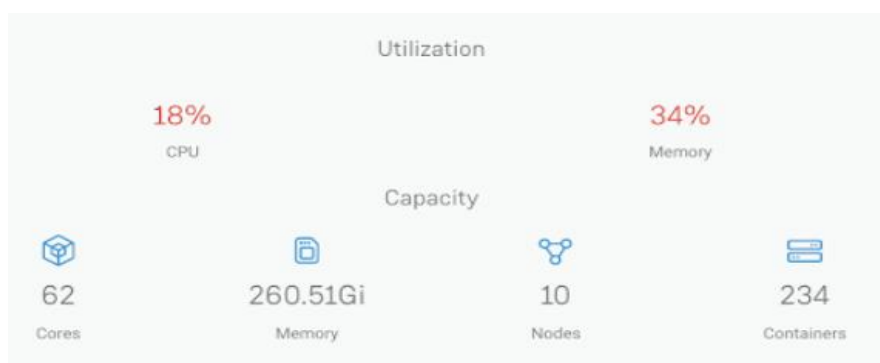 Utilization
18% 34%
CPU Memory
Capacity
62 260.51Gi 10 234
Cores Memory Nodes Containers